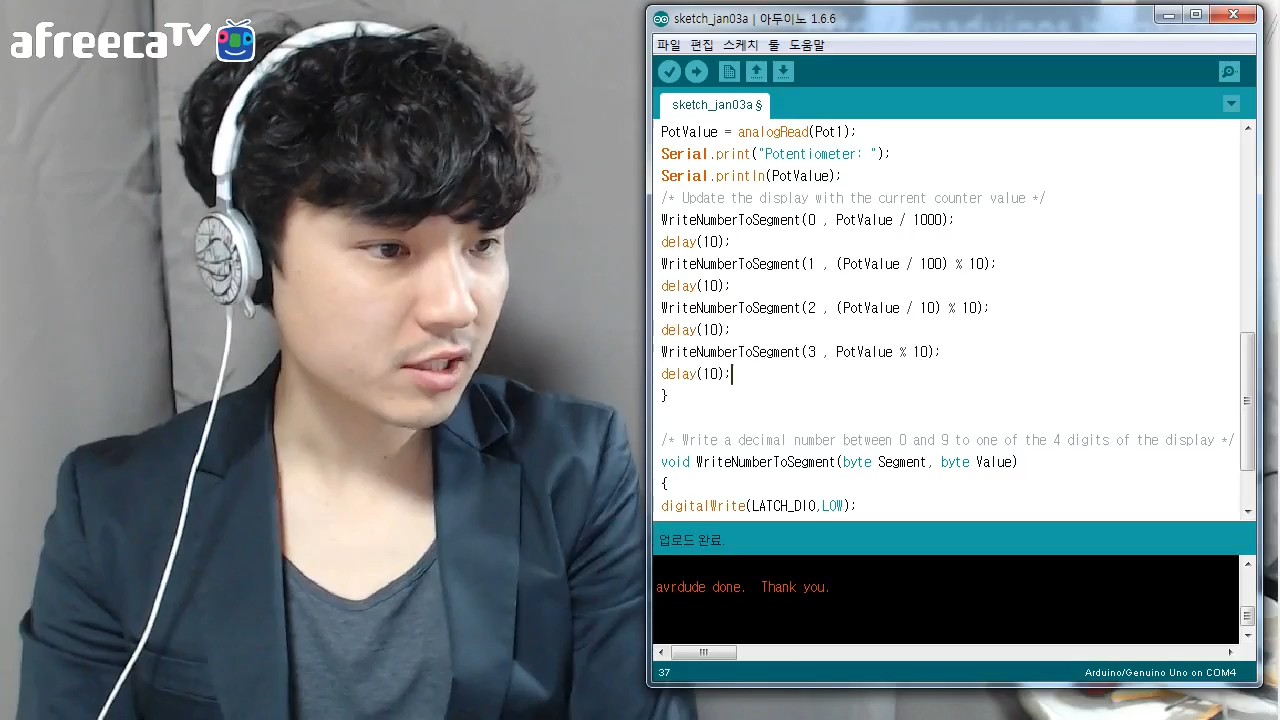 afreecaTV
sketch_jan03a | 아두이노 1.6.6
파일 편집 스케치 툴 도움말
sketch_jan03a §
PotValue = analogRead(Pot1);
Serial.print("Potentiometer: ");
Serial.println(PotValue);
/* Update the display with the current counter value */
WriteNumberToSegment(0 , PotValue / 1000);
delay(10);
WriteNumberToSegment(1 , (PotValue / 100) % 10);
delay(10);
WriteNumberToSegment(2 , (PotValue / 10) % 10);
delay(10);
WriteNumberToSegment(3 , PotValue % 10);
delay(10);
}
/* Write a decimal number between 0 and 9 to one of the 4 digits of the display */
void WriteNumberToSegment(byte Segment, byte Value)
{
digitalWrite(LATCH_DIO,LOW);
업로드 완료.
avrdude done.  Thank you.
37
Arduino/Genuino Uno on COM4